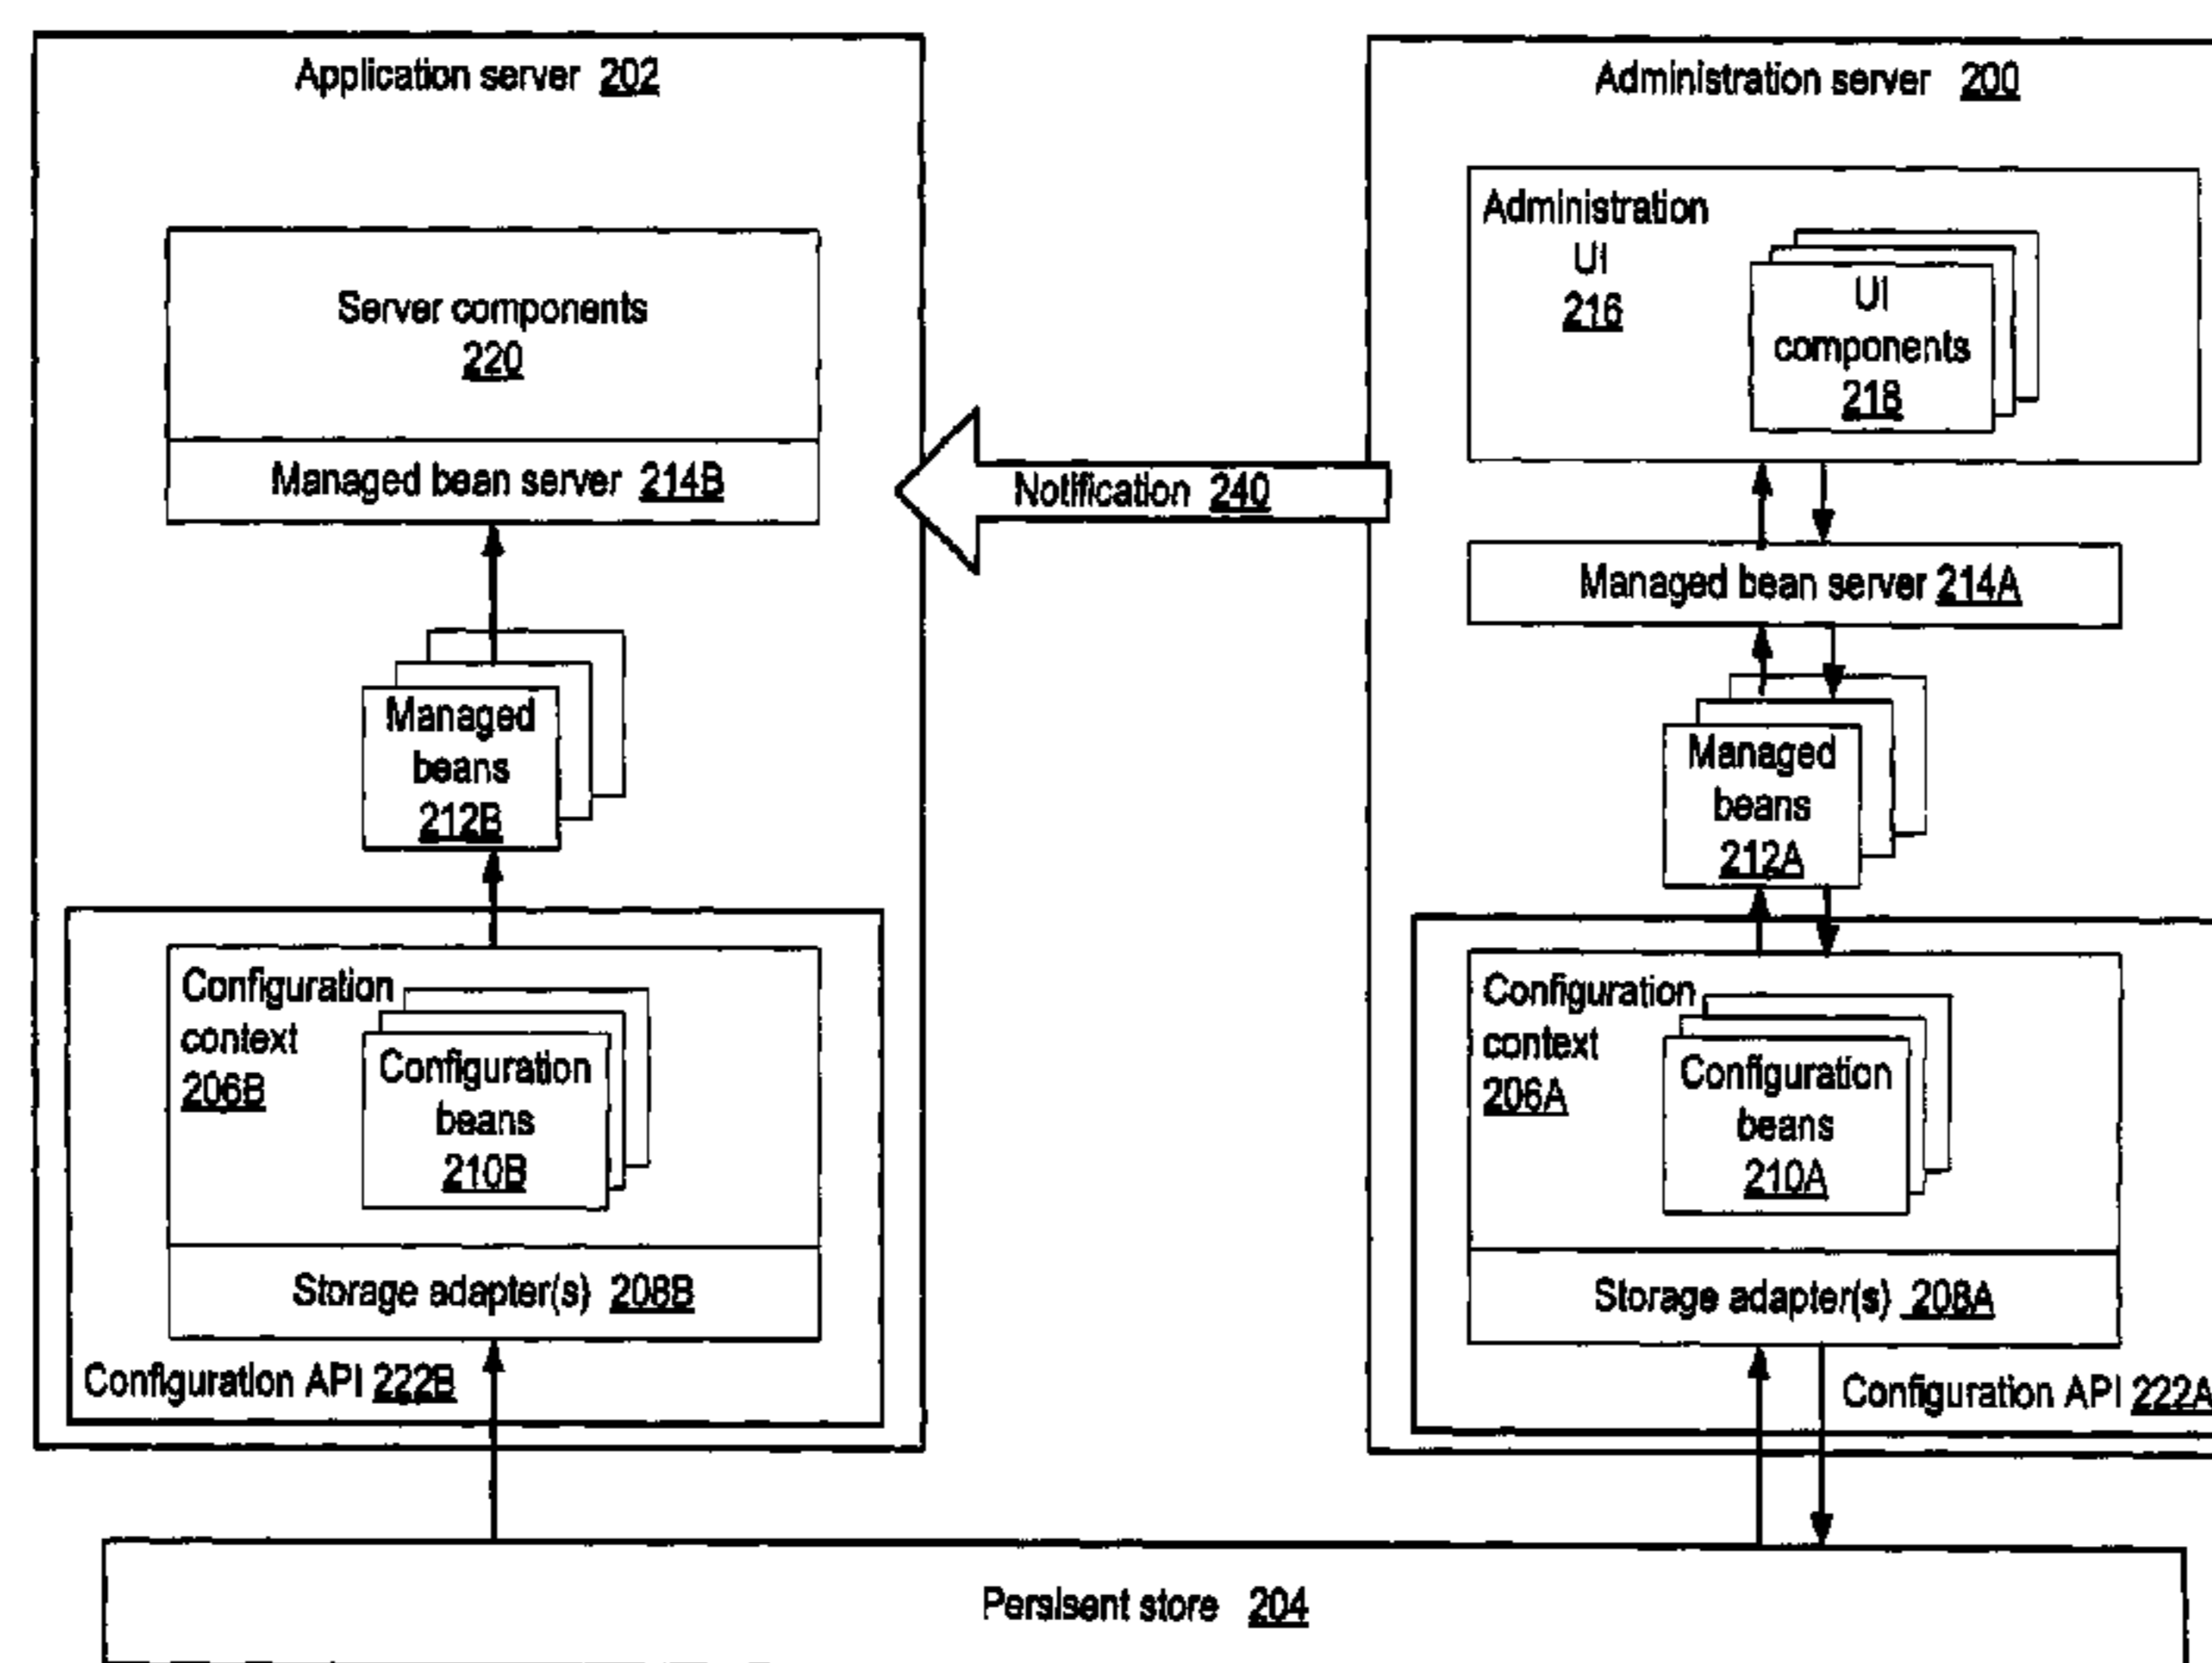 Application server 202
Server components
220
Managed bean server 214B
Managed
beans
212B
Configuration
context
206B
Configuration
beans
210B
Storage adapter(s) 208B
Configuration API 222B
Notification 240
Administration server 200
Administration
UI
216
UI
components
218
Managed bean server 214A
Managed
beans
212A
Configuration
context
206A
Configuration
beans
210A
Storage adapter(s) 208A
Configuration API 222A
Persisent store 204